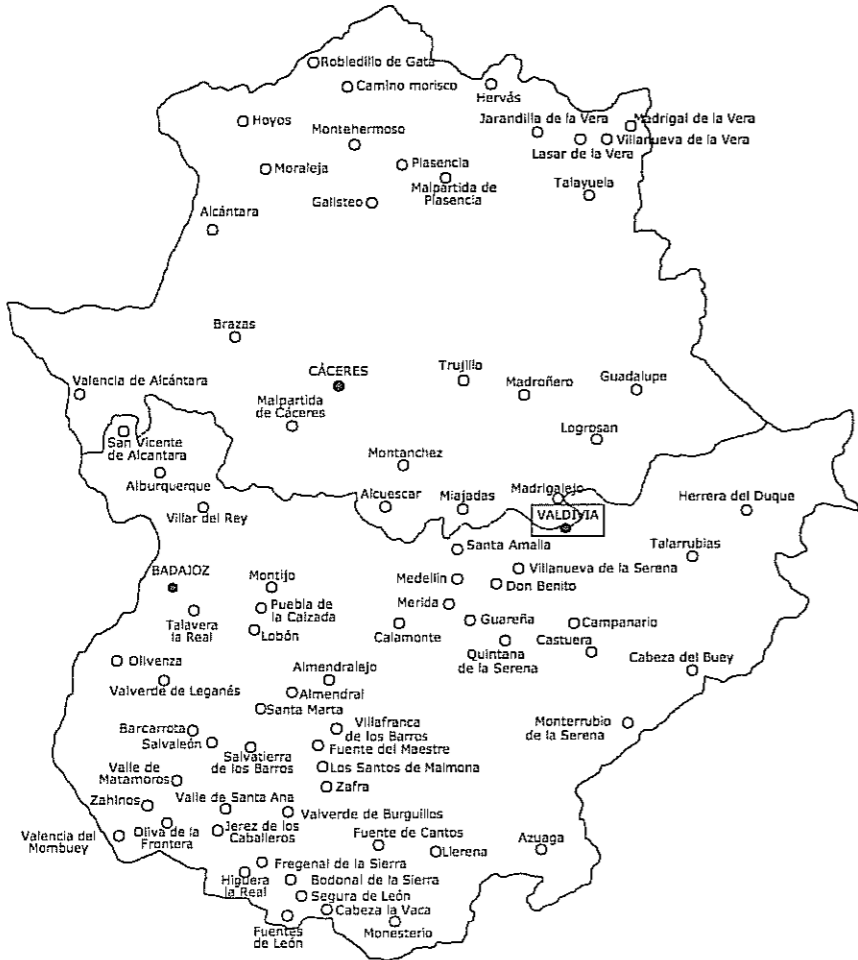 Robledillo de Gata
Camino morisco
Hervás
Jarandilla de la Vera
Madrigal de la Vera
Hoyos
Montehermoso
Lasar de la Vera
Villanueva de la Vera
Moraleja
Plasencia
Malpartida de
Plasencia
Talayuela
Galisteo
Alcántara
Brazas
CÁCERES
Trujillo
Madroñero
Guadalupe
Valencia de Alcántara
Malpartida
de Cáceres
Logrosan
San Vicente
de Alcantara
Montanchez
Alburquerque
Alcuescar
Miajadas
Madrigalejo
Herrera del Duque
Villar del Rey
VALDIVIA
Santa Amalia
Talarrubias
BADAJOZ
Montijo
Medellin
Villanueva de la Serena
Don Benito
Talavera
la Real
Puebla de
la Calzada
Merida
Lobón
Calamonte
Guareña
Campanario
Quintana
de la Serena
Castuera
Olivenza
Valverde de Leganés
Almendralejo
Cabeza del Buey
Almendral
Santa Marta
Barcarrota
Salvaleón
Salvatierra
de los Barros
Villafranca
de los Barros
Fuente del Maestre
Monterrubio
de la Serena
Valle de
Matamoros
Los Santos de Maimona
Zafra
Zahinos
Valle de Santa Ana
Valverde de Burguillos
Valencia del
Mombuey
Oliva de la
Frontera
Jerez de los
Caballeros
Fuente de Cantos
Llerena
Azuaga
Fregenal de la Sierra
Higuera
la Real
Bodonal de la Sierra
Segura de León
Cabeza la Vaca
Fuentes
de León
Monesterio